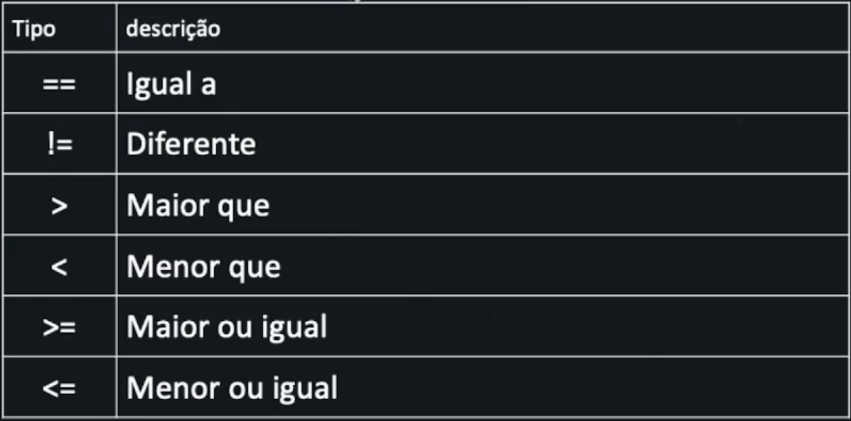 Tipo descrição
== Igual a
!= Diferente
> Maior que
< Menor que
>= Maior ou igual
<= Menor ou igual